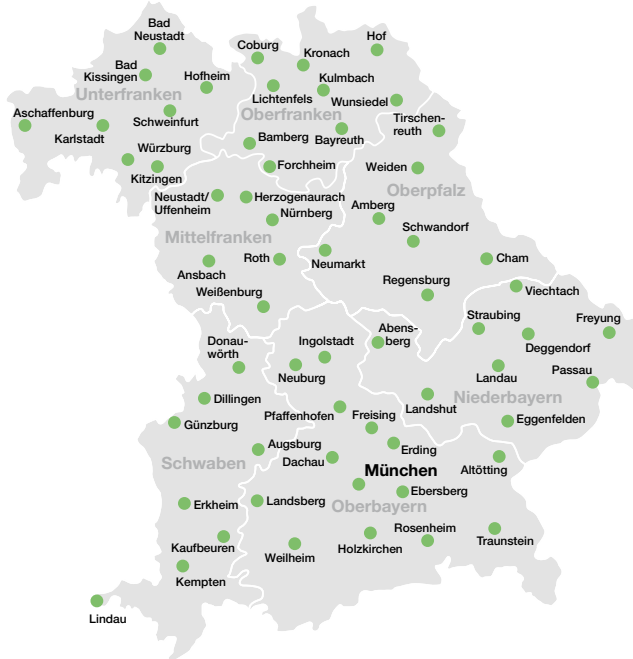 Bad
Neustadt
Coburg
Kronach
Hof
Bad
Kissingen
Hofheim
Kulmbach
Unterfranken
Lichtenfels
Wunsiedel
Aschaffenburg
Karlstadt
Schweinfurt
Oberfranken
Tirschen-
reuth
Bamberg
Bayreuth
Würzburg
Kitzingen
Forchheim
Weiden
Oberpfalz
Neustadt/
Uffenheim
Herzogenaurach
Nürnberg
Amberg
Mittelfranken
Schwandorf
Ansbach
Roth
Neumarkt
Cham
Weißenburg
Regensburg
Viechtach
Straubing
Freyung
Donau-
wörth
Ingolstadt
Abens-
berg
Deggendorf
Neuburg
Landau
Passau
Dillingen
Pfaffenhofen
Landshut
Niederbayern
Günzburg
Freising
Eggenfelden
Augsburg
Erding
Schwaben
Dachau
München
Altötting
Erkheim
Landsberg
Ebersberg
Oberbayern
Kaufbeuren
Weilheim
Holzkirchen
Rosenheim
Traunstein
Kempten
Lindau